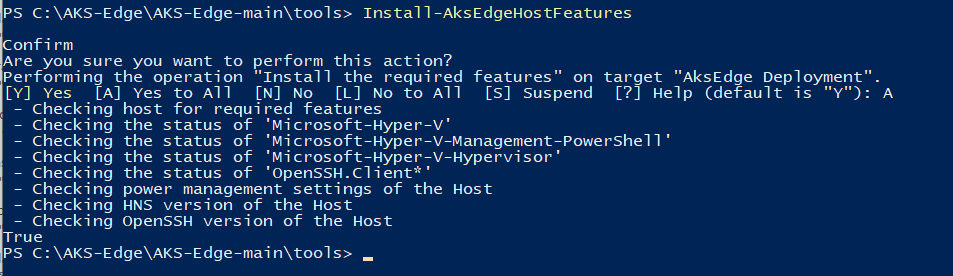 PS C:\AKS-Edge\AKS-Edge-main\tools> Install-AksEdgeHostFeatures
Confirm
Are you sure you want to perform this action?
Performing the operation "Install the required features" on target "AksEdge Deployment".
[Y] Yes  [A] Yes to All  [N] No  [L] No to All  [S] Suspend  [?] Help (default is "Y"): A
 - Checking host for required features
 - Checking the status of 'Microsoft-Hyper-V'
 - Checking the status of 'Microsoft-Hyper-V-Management-PowerShell'
 - Checking the status of 'Microsoft-Hyper-V-Hypervisor'
 - Checking the status of 'OpenSSH.Client*'
 - Checking power management settings of the Host
 - Checking HNS version of the Host
 - Checking OpenSSH version of the Host
True
PS C:\AKS-Edge\AKS-Edge-main\tools>